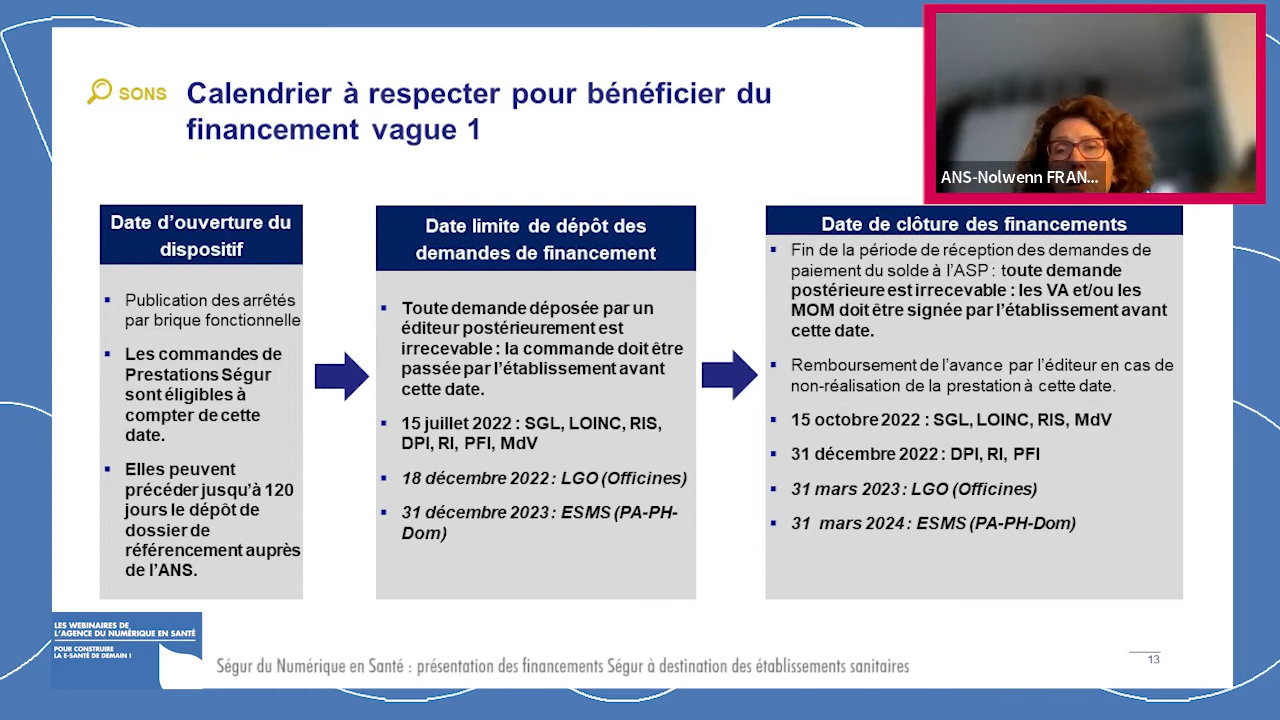 SONS
Calendrier à respecter pour bénéficier du
financement vague 1
ANS-Nolwenn FRAN...
Date d'ouverture du
dispositif
▪ Publication des arrêtés
par brique fonctionnelle
▪ Les commandes de
Prestations Ségur
sont éligibles à
compter de cette
date.
▪ Elles peuvent
précéder jusqu'à 120
jours le dépôt de
dossier de
référencement auprès
de l'ANS.
Date limite de dépôt des
demandes de financement
▪ Toute demande déposée par un
éditeur postérieurement est
irrecevable : la commande doit être
passée par l'établissement avant
cette date.
▪ 15 juillet 2022 : SGL, LOINC, RIS,
DPI, RI, PFI, MdV
▪ 18 décembre 2022 : LGO (Officines)
▪ 31 décembre 2023 : ESMS (PA-PH-
Dom)
Date de clôture des financements
▪ Fin de la période de réception des demandes de
paiement du solde à l'ASP : toute demande
postérieure est irrecevable : les VA et/ou les
MOM doit être signée par l'établissement avant
cette date.
▪ Remboursement de l'avance par l'éditeur en cas de
non-réalisation de la prestation à cette date.
▪ 15 octobre 2022 : SGL, LOINC, RIS, MdV
▪ 31 décembre 2022 : DPI, RI, PFI
▪ 31 mars 2023 : LGO (Officines)
▪ 31 mars 2024 : ESMS (PA-PH-Dom)
LES WEBINAIRES DE
L'AGENCE DU NUMÉRIQUE EN SANTÉ
POUR CONSTRUIRE
LA E-SANTÉ DE DEMAIN !
Ségur du Numérique en Santé : présentation des financements Ségur à destination des établissements sanitaires
13